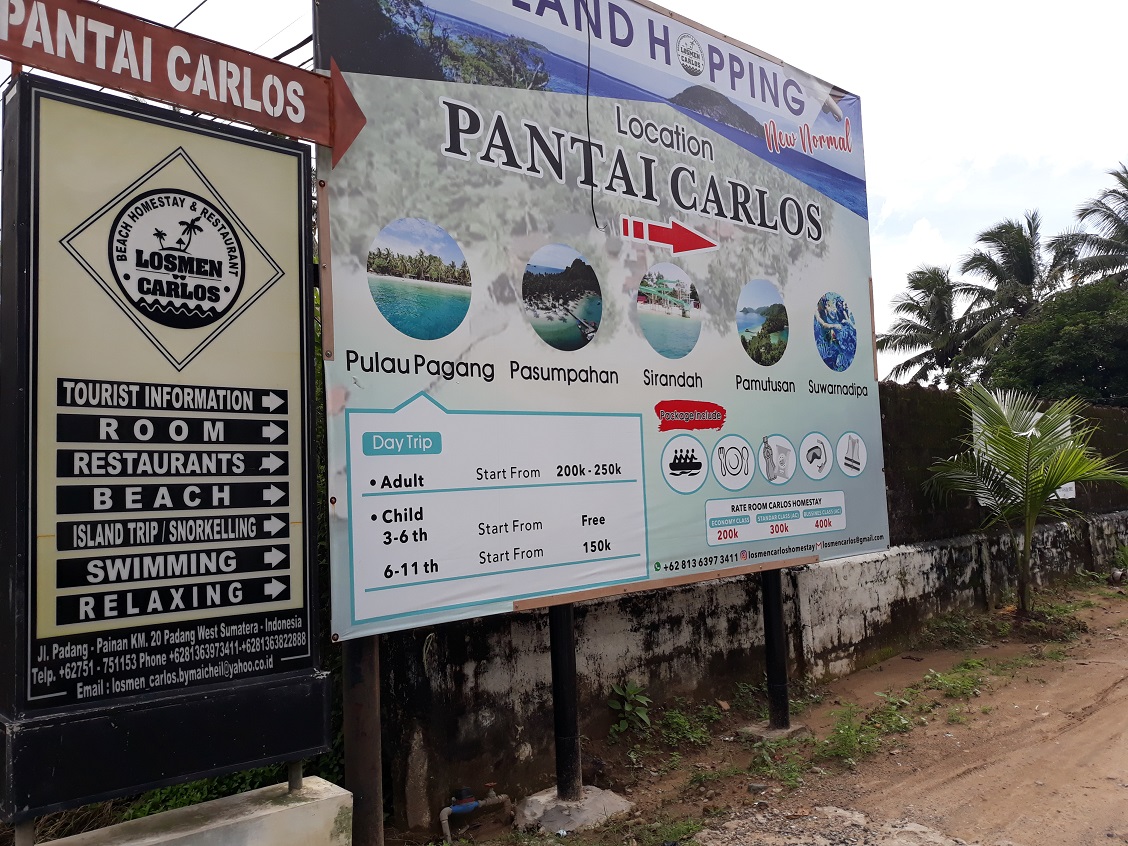 PANTAI CARLOS
BEACH HOMESTAY & RESTAURANT
LOSMEN
CARLOS
TOURIST INFORMATION
ROOM
RESTAURANTS
BEACH
ISLAND TRIP / SNORKELLING
SWIMMING
RELAXING
Jl. Padang - Painan KM. 20 Padang West Sumatera - Indonesia
Telp. +62751 - 751153 Phone +6281363973411-+6281363822888
Email : losmen_carlos.bymaicheil@yahoo.co.id
LAND HOPPING
LOSMEN
CARLOS
New Normal
Location
PANTAI CARLOS
Pulau Pagang
Pasumpahan
Sirandah
Pamutusan
Suwarnadipa
Day Trip
• Adult Start From 200k - 250k
• Child
3-6 th Start From Free
6-11 th Start From 150k
Package Include
RATE ROOM CARLOS HOMESTAY
ECONOMY CLASS STANDAR CLASS (AC) BUSSINES CLASS (AC)
200k 300k 400k
+62 813 6397 3411 losmencarloshomestay losmencarlos@gmail.com